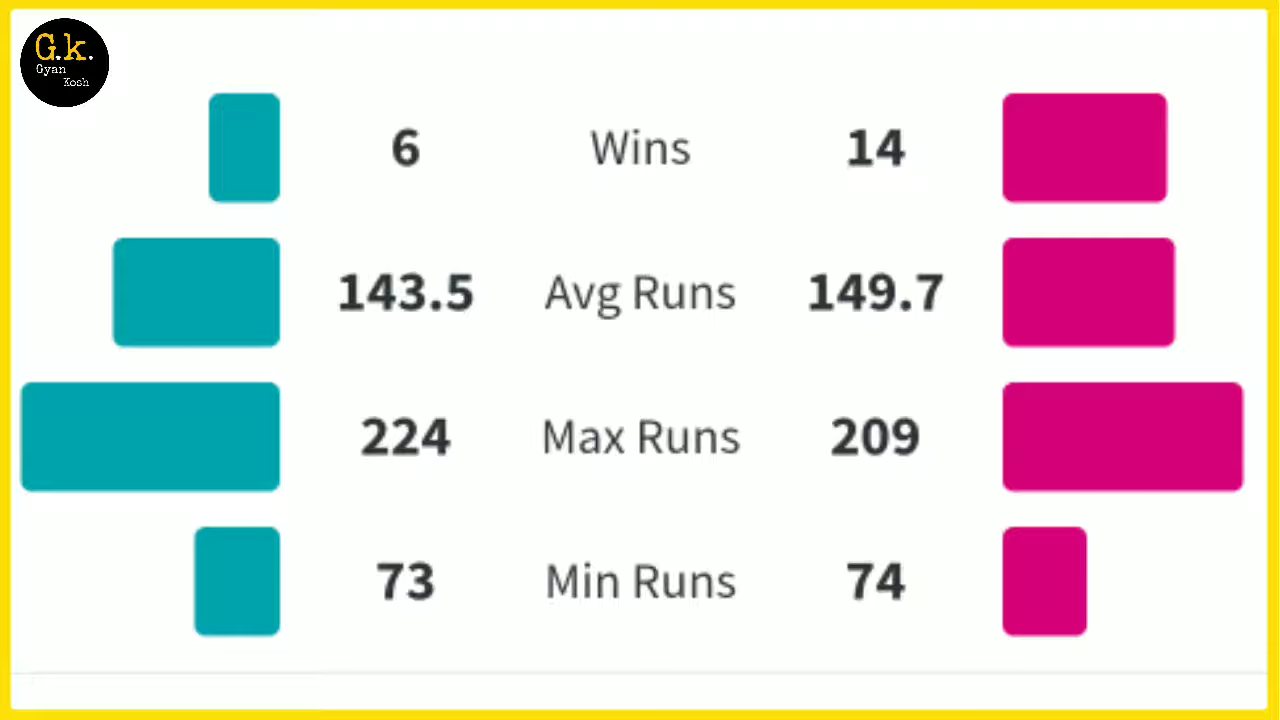 G.k.
Gyan
Kosh
6 Wins 14
143.5 Avg Runs 149.7
224 Max Runs 209
73 Min Runs 74